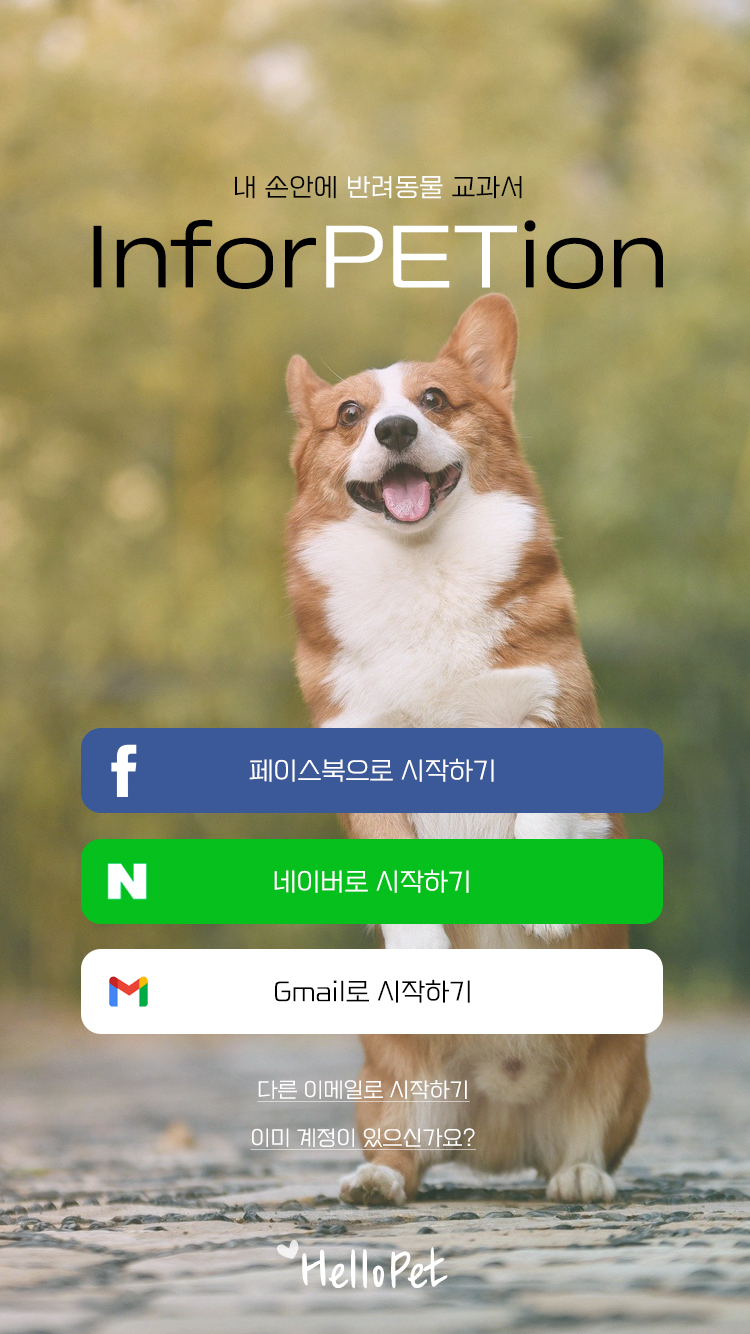 내 손안에 반려동물 교과서
InforPETion
f
페이스북으로 시작하기
N
네이버로 시작하기
Gmail로 시작하기
다른 이메일로 시작하기
이미 계정이 있으신가요?
HelloPet